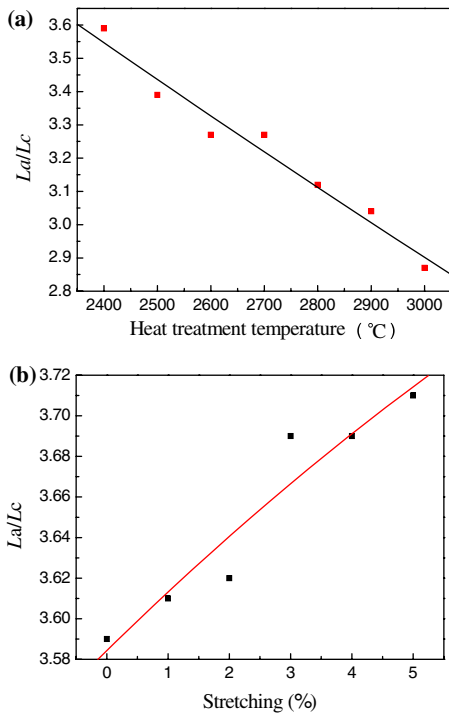 (a)
3.6
3.5
3.4
3.3
3.2
3.1
3.0
2.9
2.8
La/Lc
2400 2500 2600 2700 2800 2900 3000
Heat treatment temperature (℃)
(b)
3.72
3.70
3.68
3.66
3.64
3.62
3.60
3.58
La/Lc
0 1 2 3 4 5
Stretching (%)